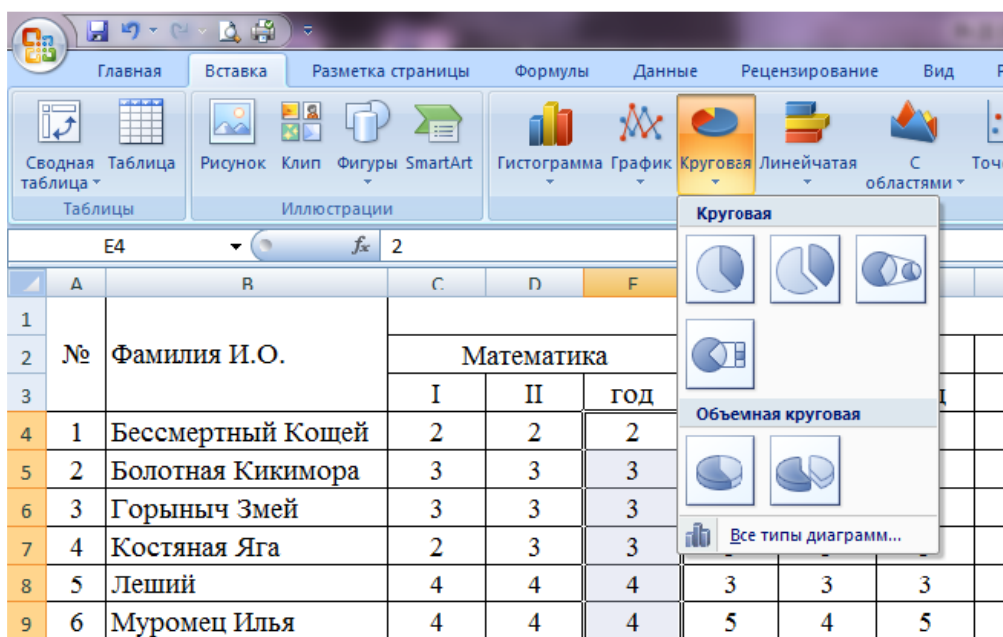 Главная Вставка Разметка страницы Формулы Данные Рецензирование Вид
Сводная таблица Таблица Рисунок Клип Фигуры SmartArt Гистограмма График Круговая Линейчатая С областями
Таблицы Иллюстрации
Круговая
E4 fx 2
A B C D E
1
2 № Фамилия И.О. Математика
3 I II год
Объемная круговая
4 1 Бессмертный Кощей 2 2 2
5 2 Болотная Кикимора 3 3 3
6 3 Горыныч Змей 3 3 3
7 4 Костяная Яга 2 3 3
Все типы диаграмм...
8 5 Леший 4 4 4 3 3 3
9 6 Муромец Илья 4 4 4 5 4 5